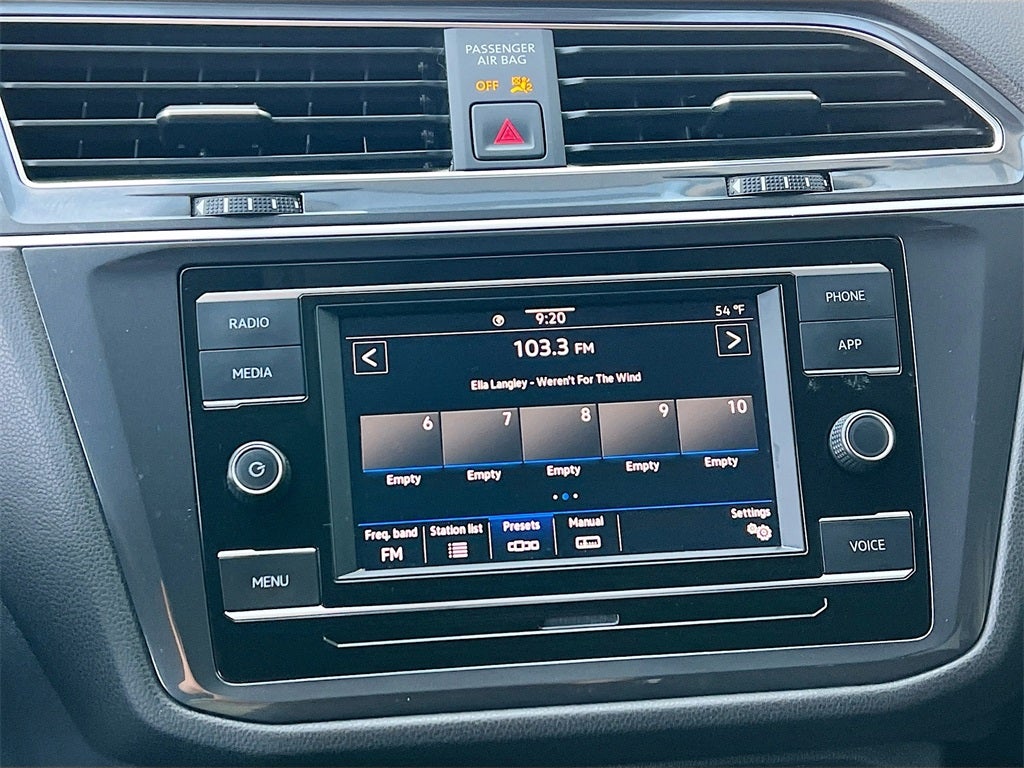 PASSENGER
AIR BAG
OFF
2
RADIO
MEDIA
MENU
PHONE
APP
VOICE
9:20
54 °F
<
103.3 FM
>
Ella Langley - Weren't For The Wind
6 7 8 9 10
Empty Empty Empty Empty Empty
Freq. band Station list Presets Manual Settings
FM